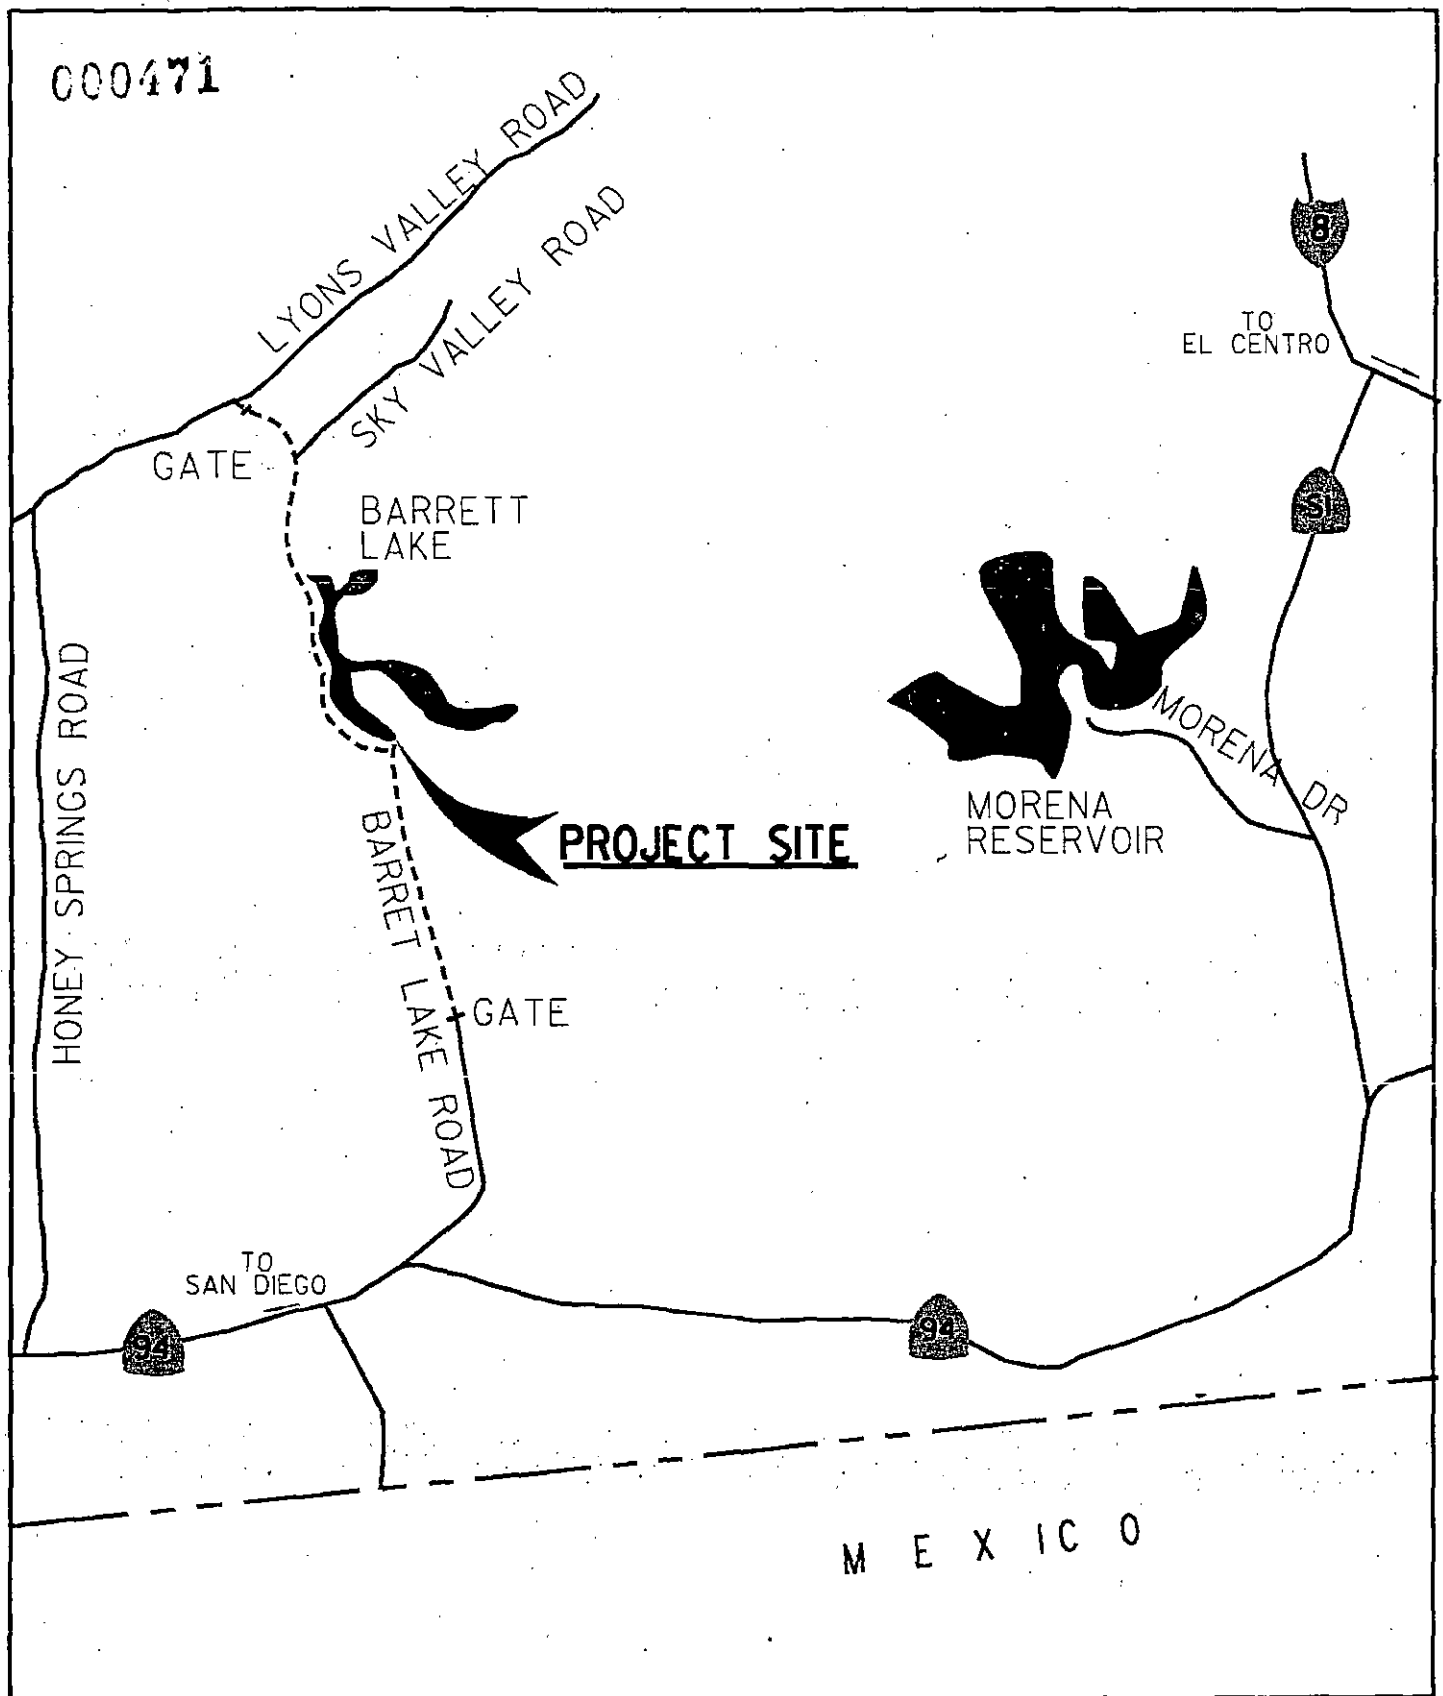 000471
LYONS VALLEY ROAD
SKY VALLEY ROAD
8
TO
EL CENTRO
GATE
BARRETT
LAKE
S1
HONEY SPRINGS ROAD
MORENA DR
MORENA
RESERVOIR
PROJECT SITE
BARRET LAKE ROAD
GATE
TO
SAN DIEGO
94
94
MEXICO